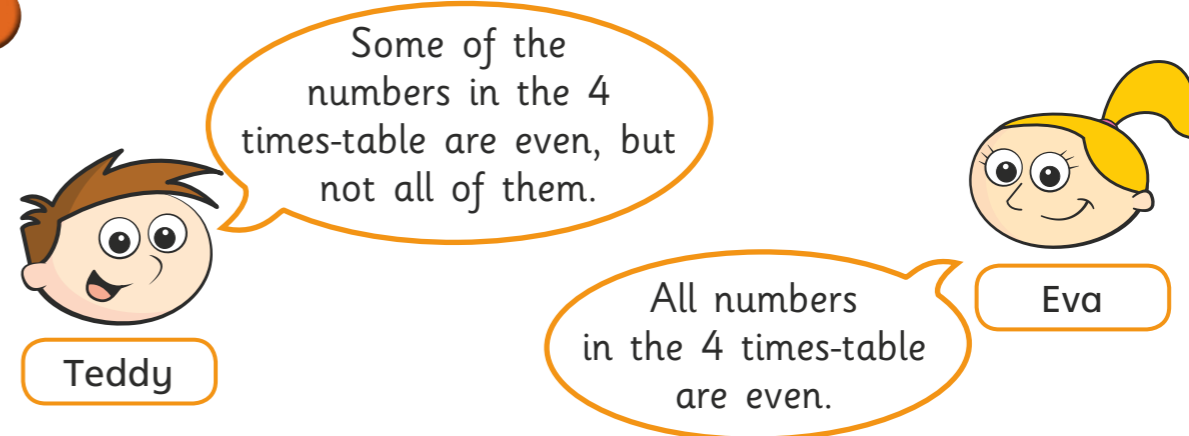 Some of the
numbers in the 4
times-table are even, but
not all of them.
Teddy
All numbers
in the 4 times-table
are even.
Eva